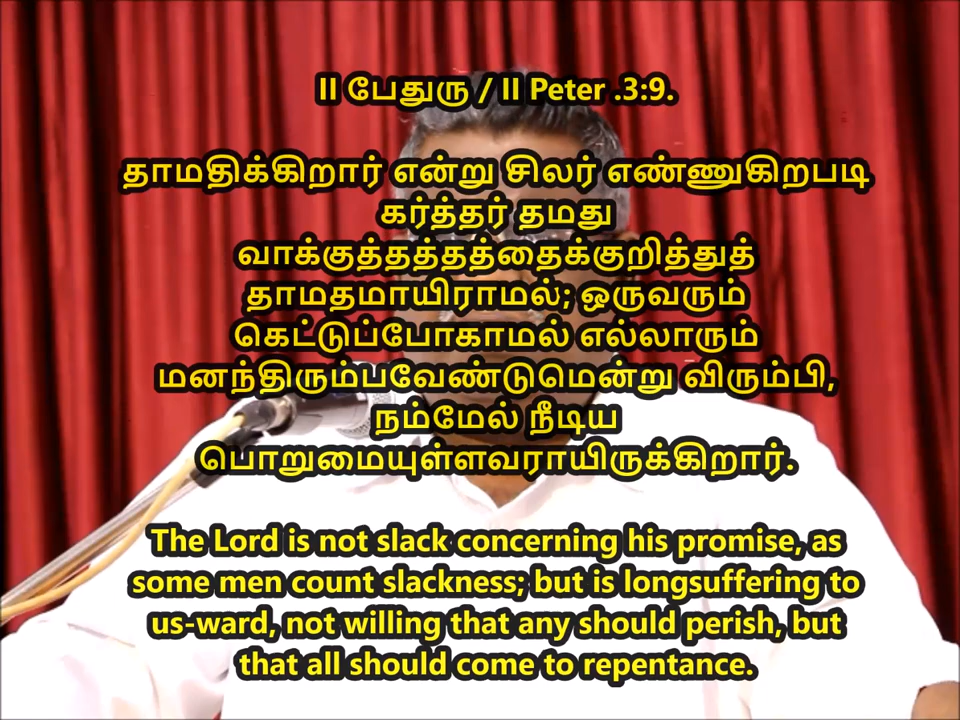 II பேதுரு / II Peter .3:9.
தாமதிக்கிறார் என்று சிலர் எண்ணுகிறபடி
கர்த்தர் தமது
வாக்குத்தத்தத்தைக்குறித்துத்
தாமதமாயிராமல்; ஒருவரும்
கெட்டுப்போகாமல் எல்லாரும்
மனந்திரும்பவேண்டுமென்று விரும்பி,
நம்மேல் நீடிய
பொறுமையுள்ளவராயிருக்கிறார்.
The Lord is not slack concerning his promise, as
some men count slackness; but is longsuffering to
us-ward, not willing that any should perish, but
that all should come to repentance.